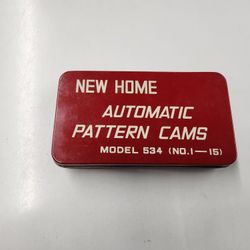 NEW HOME
AUTOMATIC
PATTERN CAMS
MODEL 534 (NO.1—15)